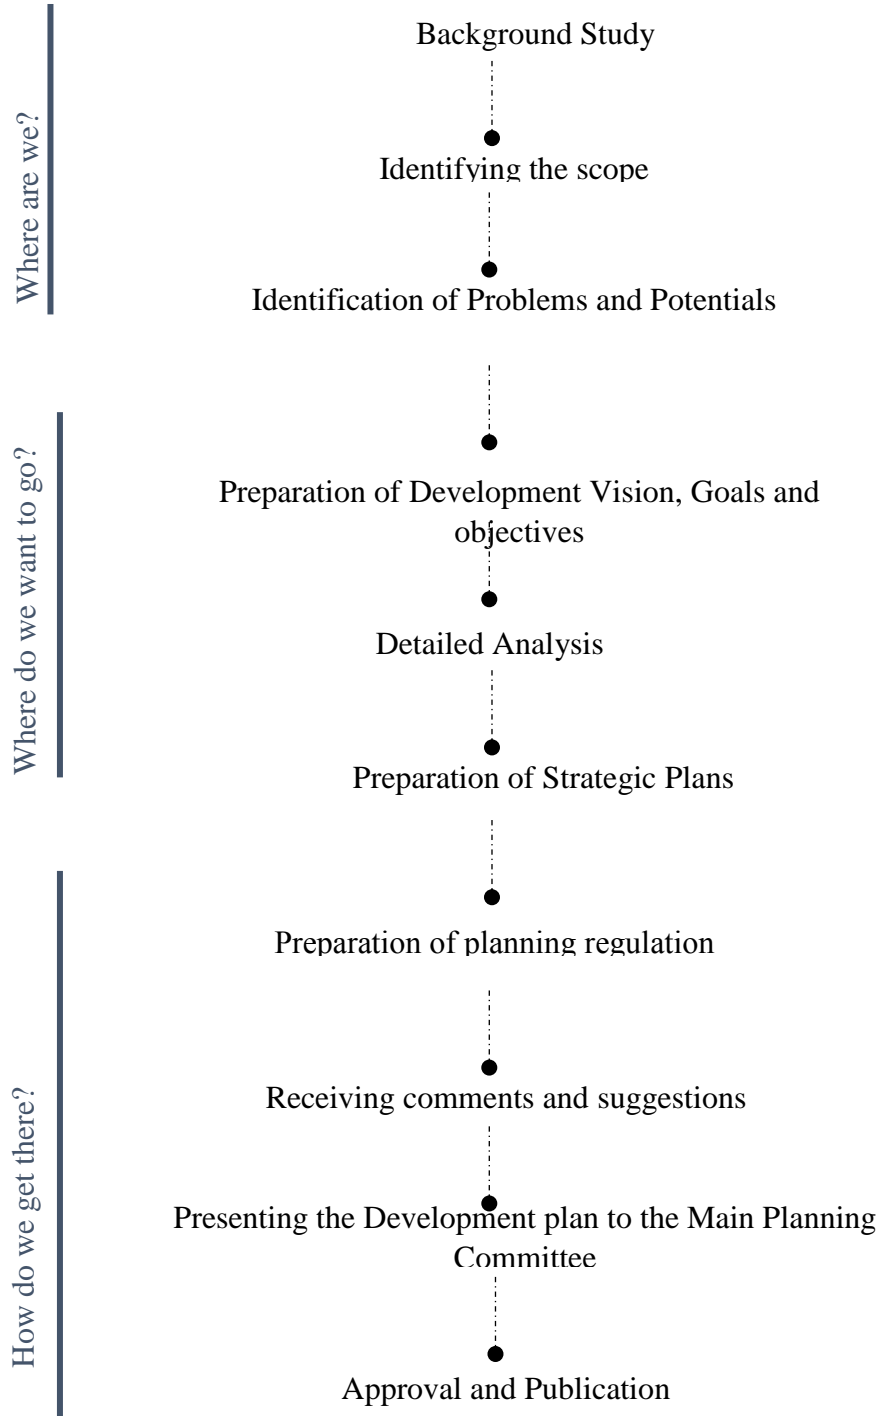 Where are we?
Background Study
Identifying the scope
Identification of Problems and Potentials
Where do we want to go?
Preparation of Development Vision, Goals and
objectives
Detailed Analysis
Preparation of Strategic Plans
How do we get there?
Preparation of planning regulation
Receiving comments and suggestions
Presenting the Development plan to the Main Planning
Committee
Approval and Publication